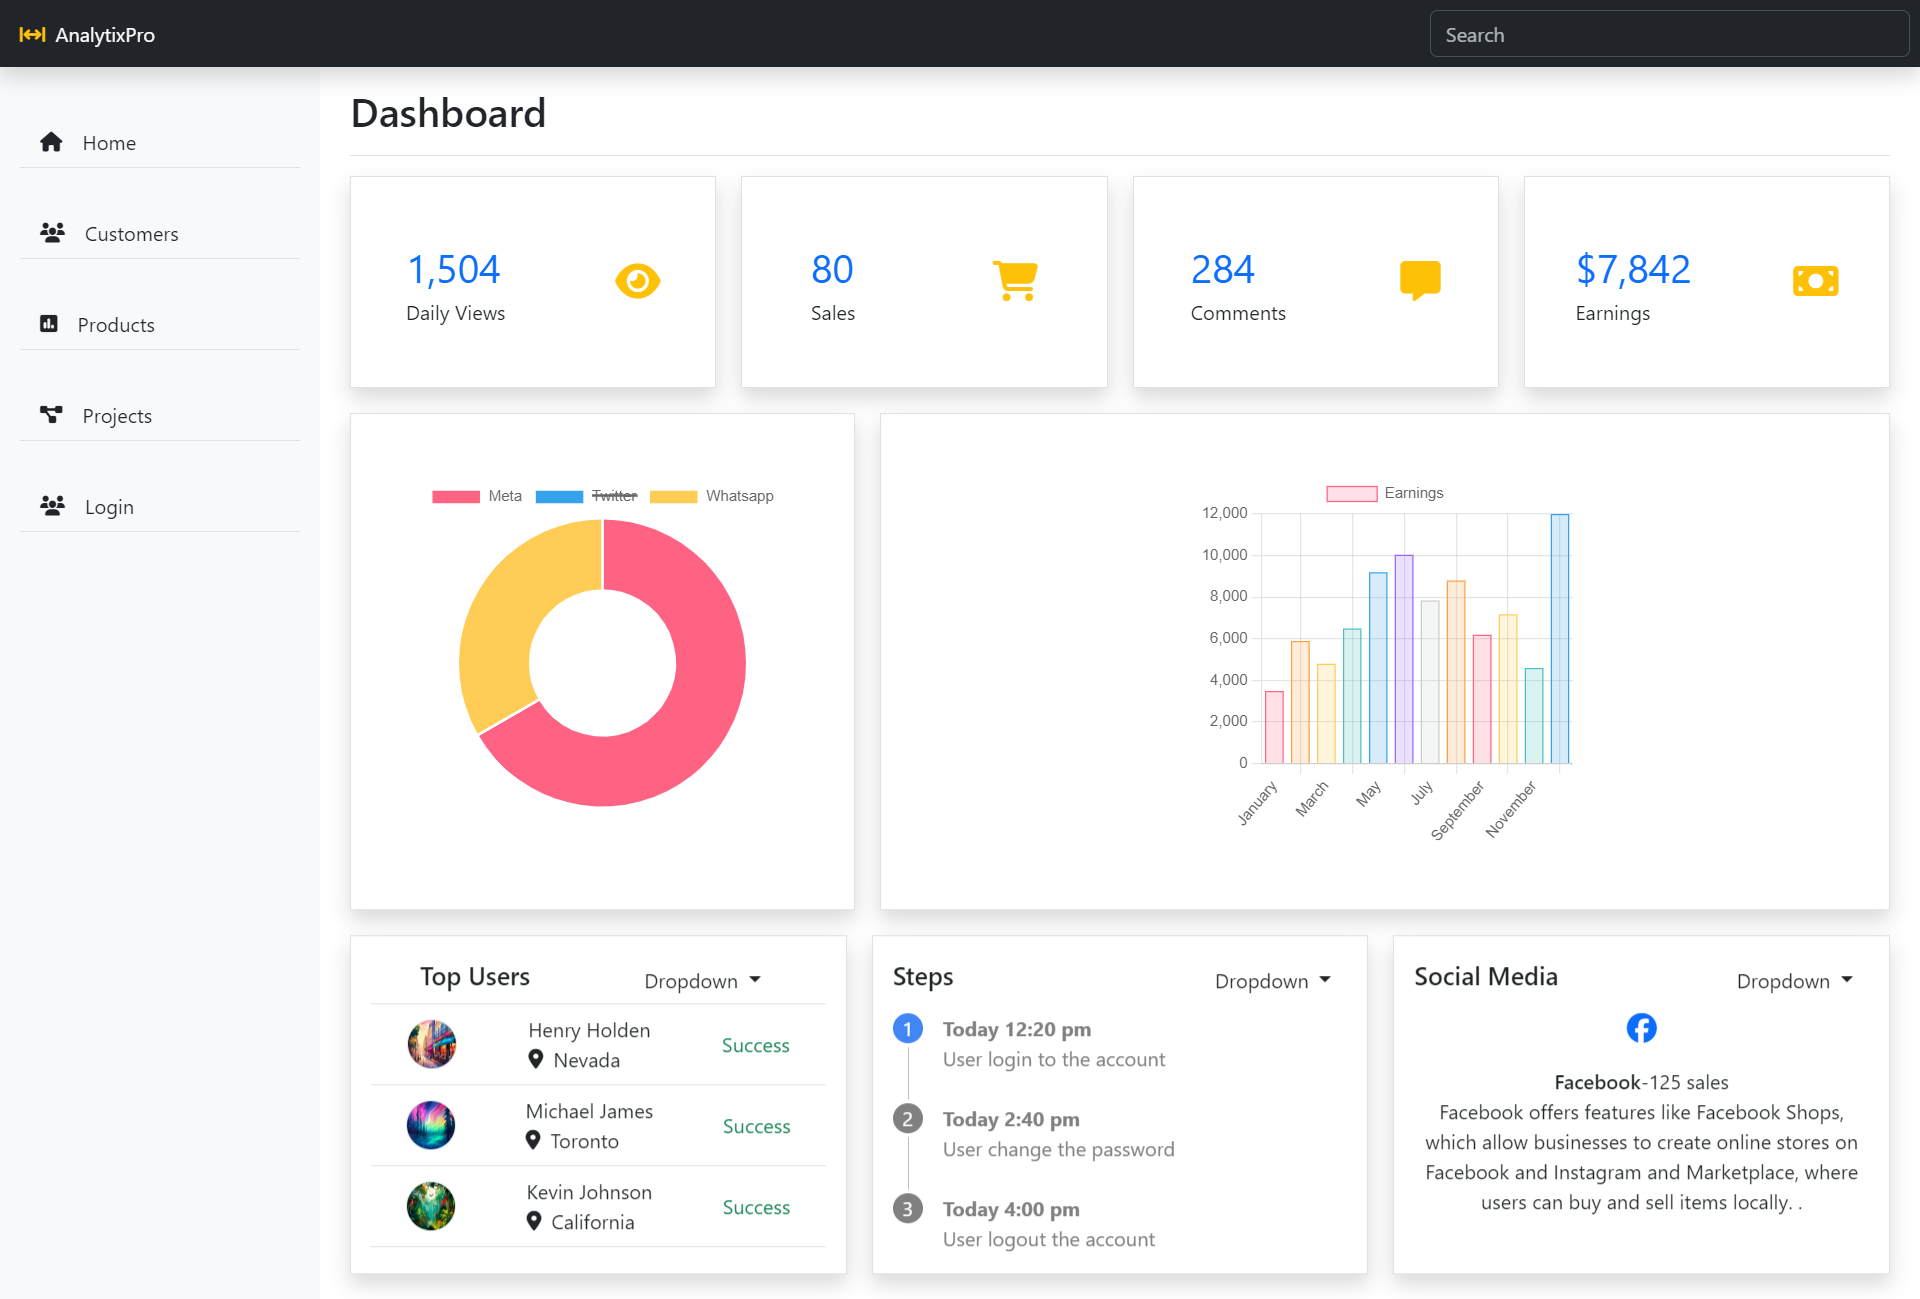 AnalytixPro
Search
Home
Customers
Products
Projects
Login
Dashboard
1,504
Daily Views
80
Sales
284
Comments
$7,842
Earnings
Meta
Twitter
Whatsapp
Earnings
12,000
10,000
8,000
6,000
4,000
2,000
0
January
March
May
July
September
November
Top Users
Dropdown
Henry Holden
Nevada
Success
Michael James
Toronto
Success
Kevin Johnson
California
Success
Steps
Dropdown
1
Today 12:20 pm
User login to the account
2
Today 2:40 pm
User change the password
3
Today 4:00 pm
User logout the account
Social Media
Dropdown
Facebook-125 sales
Facebook offers features like Facebook Shops,
which allow businesses to create online stores on
Facebook and Instagram and Marketplace, where
users can buy and sell items locally. .